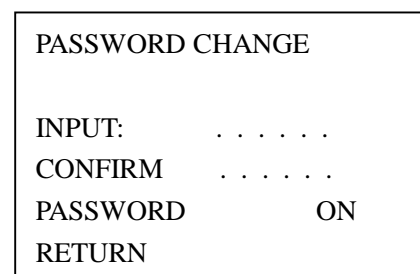 PASSWORD CHANGE
INPUT: . . . . . .
CONFIRM . . . . . .
PASSWORD ON
RETURN